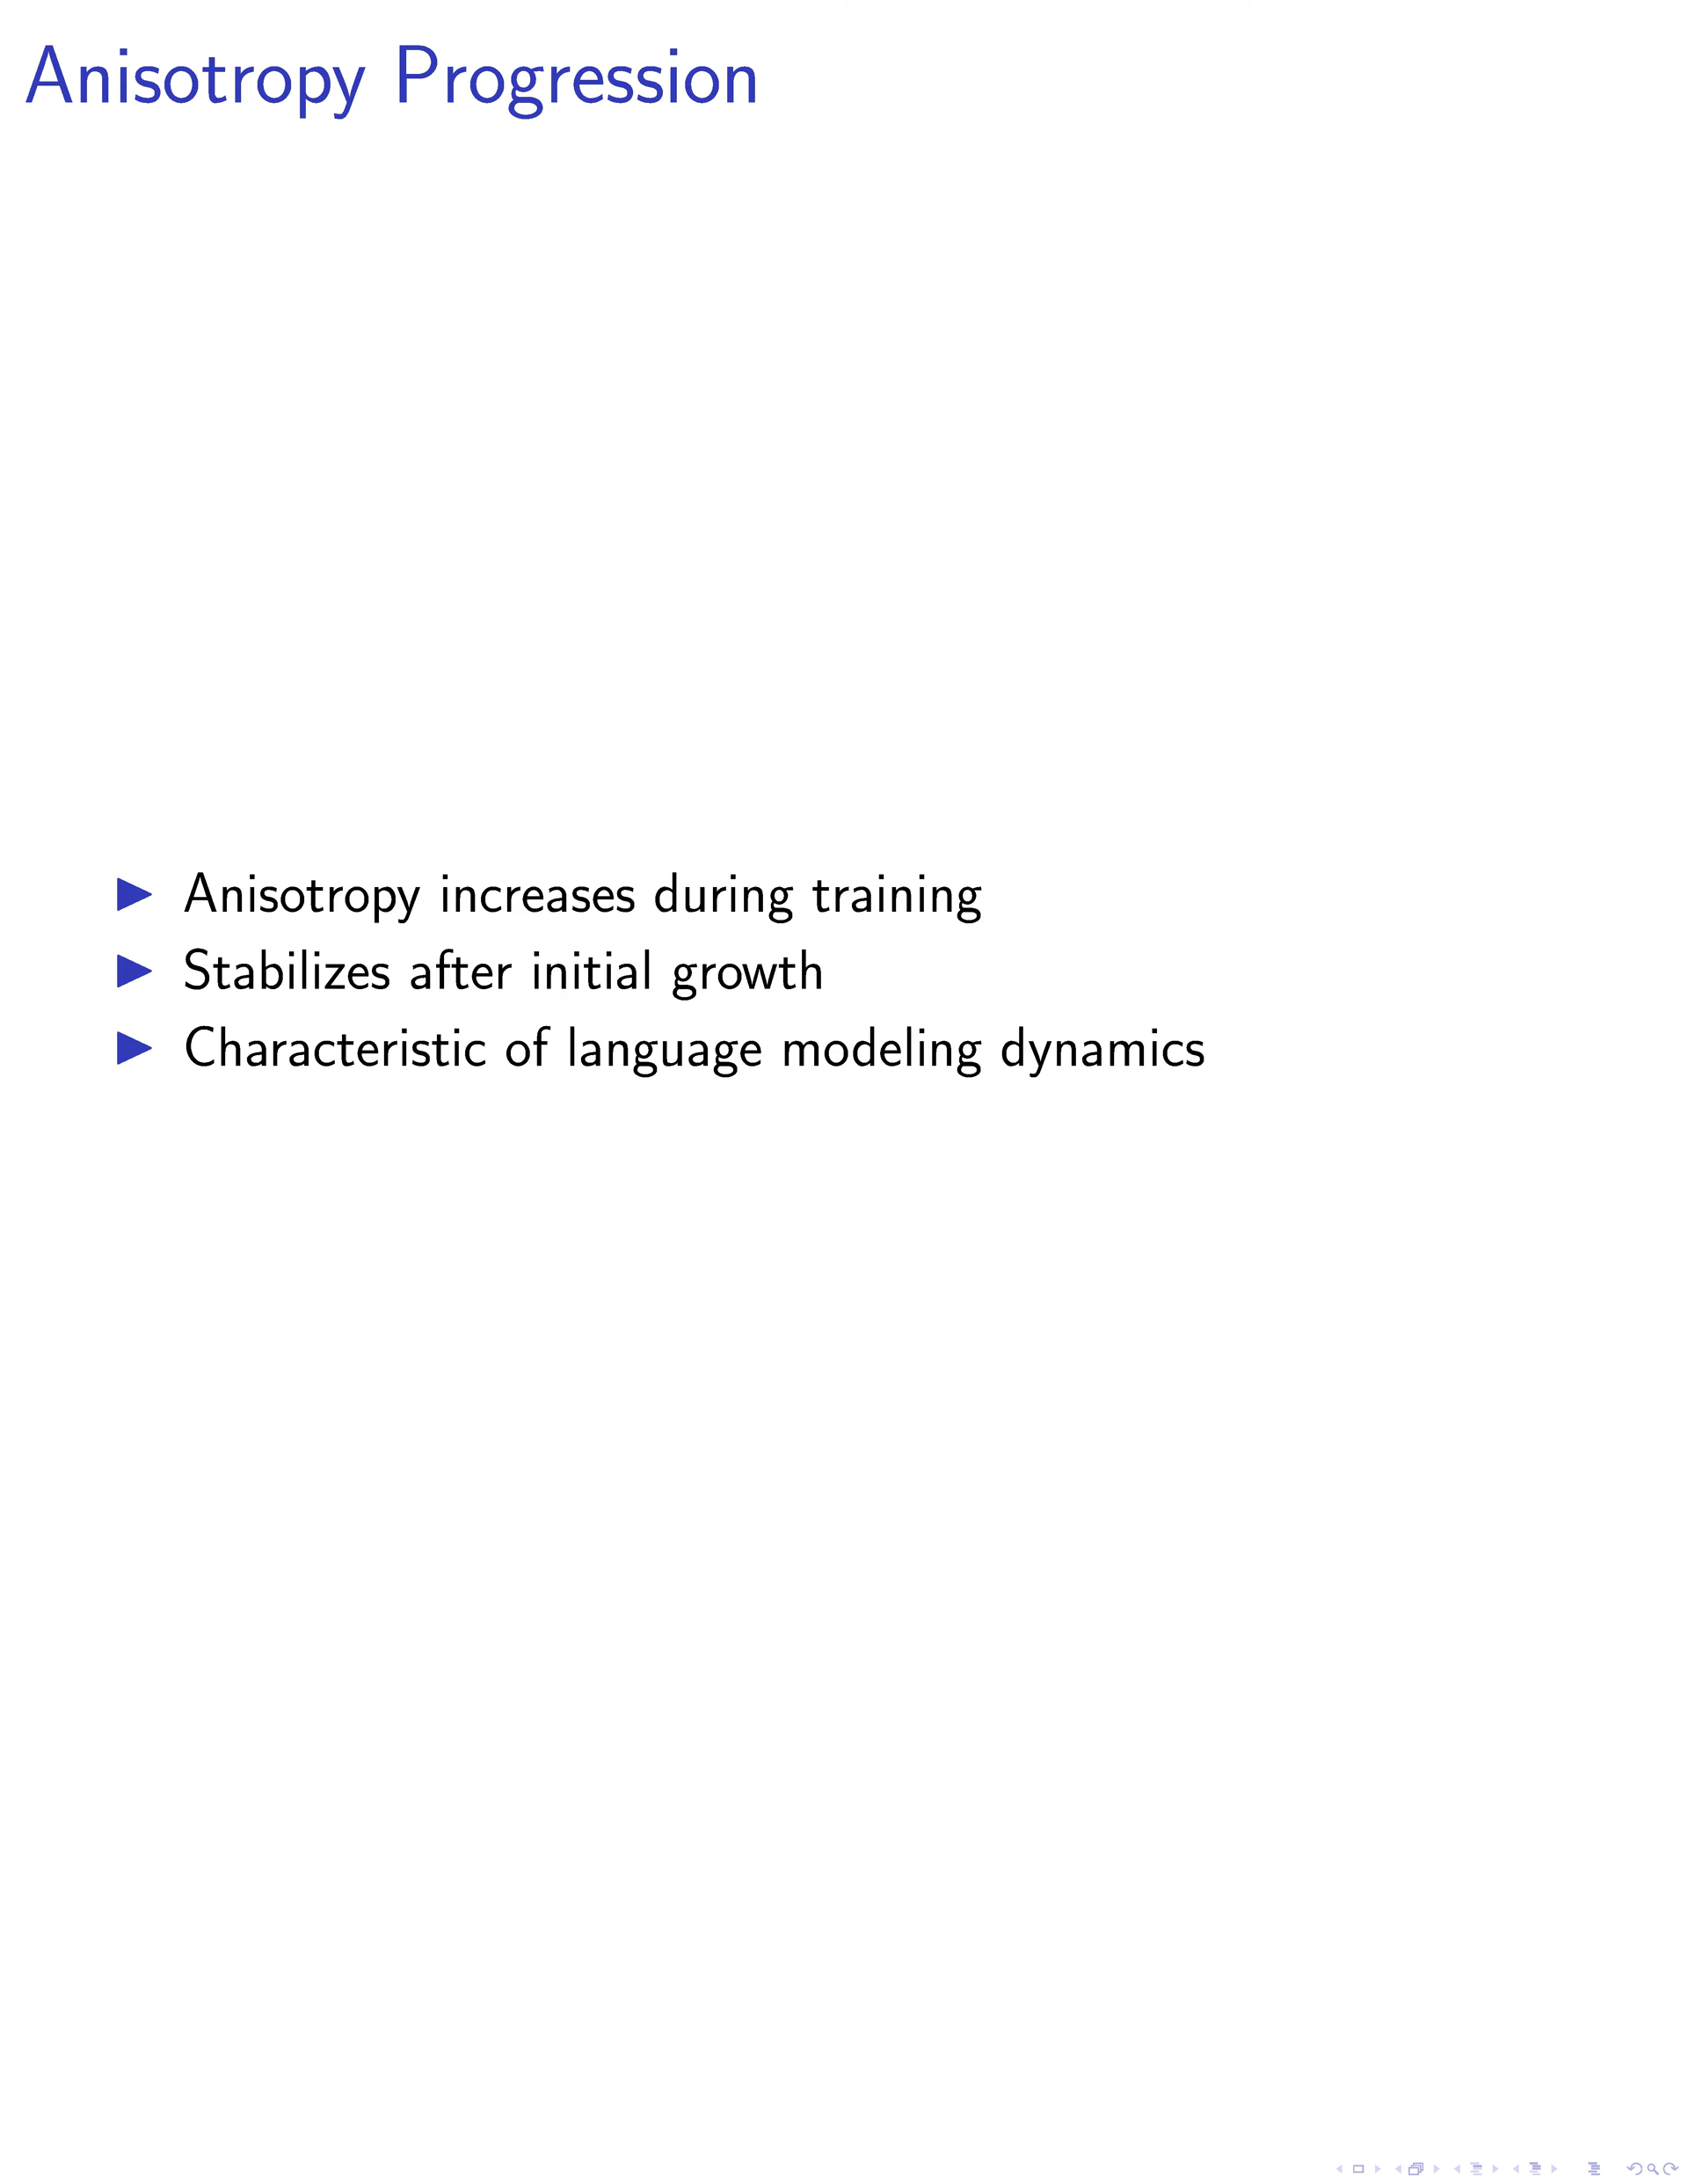 Anisotropy Progression
Anisotropy increases during training
Stabilizes after initial growth
Characteristic of language modeling dynamics